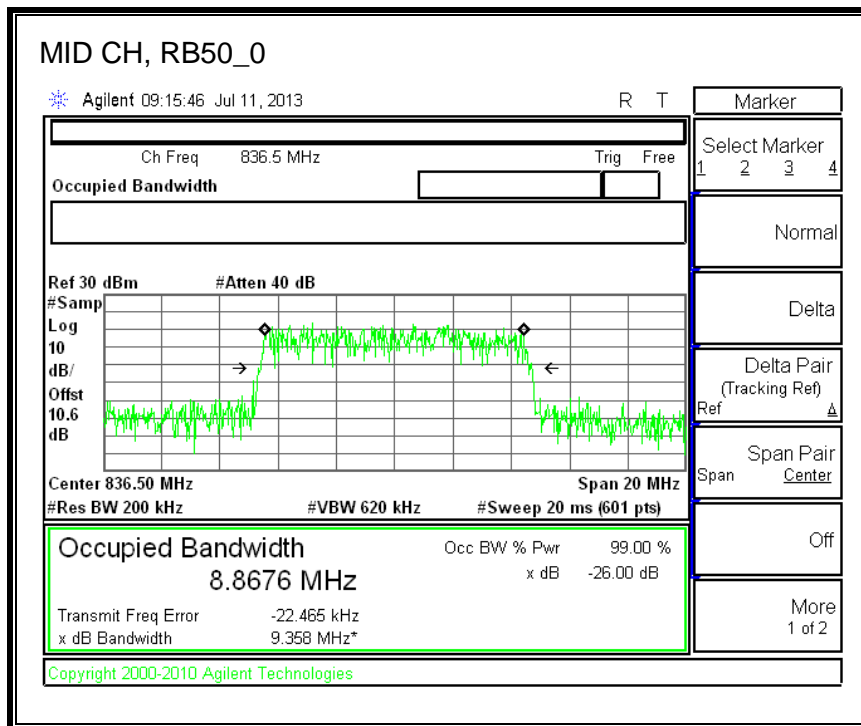 MID CH, RB50_0
Agilent 09:15:46 Jul 11, 2013 R T
Ch Freq 836.5 MHz Trig Free
Occupied Bandwidth
Ref 30 dBm #Atten 40 dB
#Samp
Log
10
dB/
Offst
10.6
dB
Center 836.50 MHz Span 20 MHz
#Res BW 200 kHz #VBW 620 kHz #Sweep 20 ms (601 pts)
Occupied Bandwidth
8.8676 MHz
Occ BW % Pwr 99.00 %
x dB -26.00 dB
Transmit Freq Error -22.465 kHz
x dB Bandwidth 9.358 MHz*
Copyright 2000-2010 Agilent Technologies
Marker
Select Marker
1 2 3 4
Normal
Delta
Delta Pair
(Tracking Ref)
Ref Δ
Span Pair
Span Center
Off
More
1 of 2